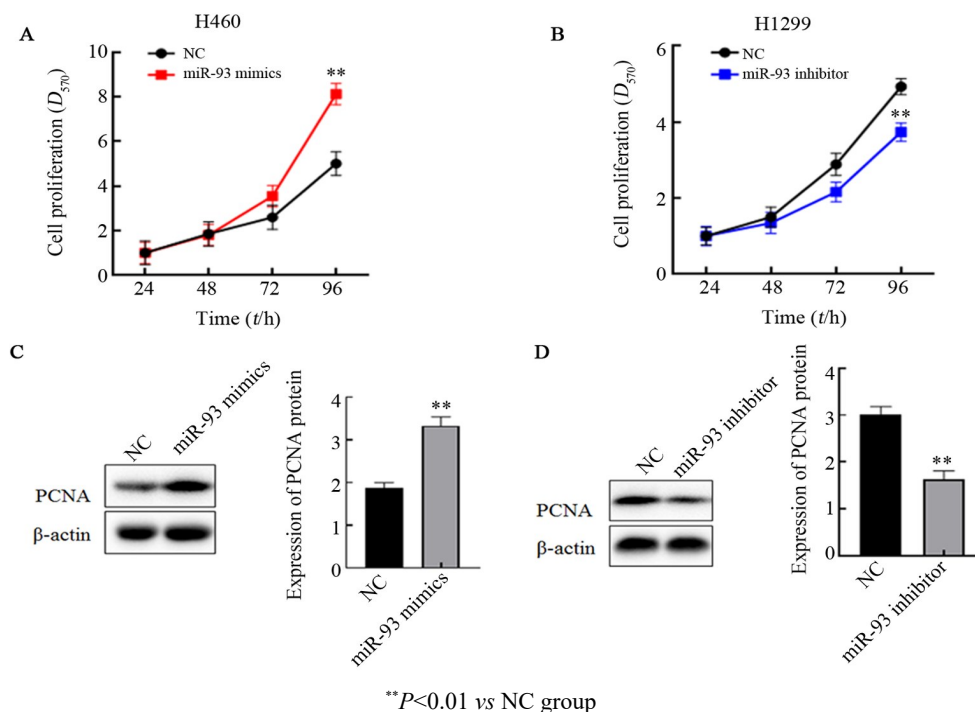 A
H460
NC
miR-93 mimics
**
Cell proliferation (D570)
10
8
6
4
2
0
24 48 72 96
Time (t/h)
B
H1299
NC
miR-93 inhibitor
**
Cell proliferation (D570)
6
4
2
0
24 48 72 96
Time (t/h)
C
NC miR-93 mimics
PCNA
β-actin
Expression of PCNA protein
4
3
2
1
0
**
NC
miR-93 mimics
D
NC miR-93 inhibitor
PCNA
β-actin
Expression of PCNA protein
4
3
2
1
0
**
NC
miR-93 inhibitor
**P<0.01 vs NC group